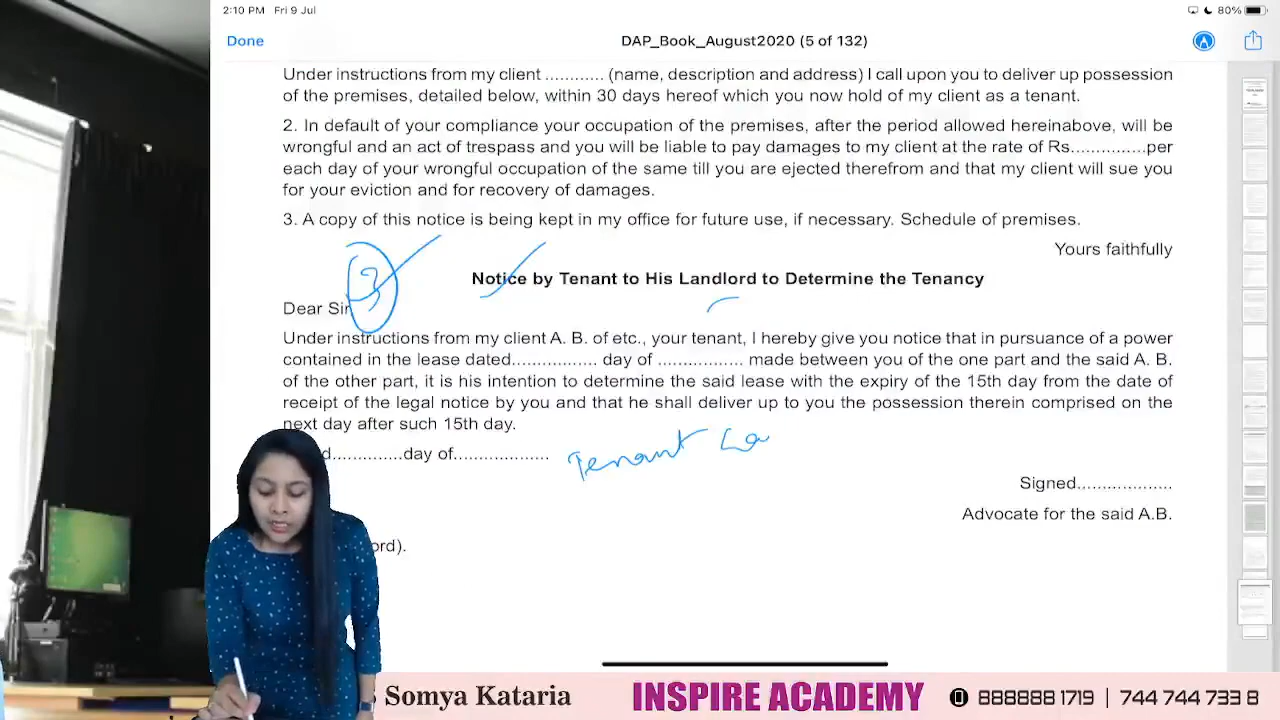 2:10 PM Fri 9 Jul
80%
Done
DAP_Book_August2020 (5 of 132)
Under instructions from my client ............ (name, description and address) I call upon you to deliver up possession
of the premises, detailed below, within 30 days hereof which you now hold of my client as a tenant.
2. In default of your compliance your occupation of the premises, after the period allowed hereinabove, will be
wrongful and an act of trespass and you will be liable to pay damages to my client at the rate of Rs...............per
each day of your wrongful occupation of the same till you are ejected therefrom and that my client will sue you
for your eviction and for recovery of damages.
3. A copy of this notice is being kept in my office for future use, if necessary. Schedule of premises.
Yours faithfully
3
Notice by Tenant to His Landlord to Determine the Tenancy
Dear Sir
Under instructions from my client A. B. of etc., your tenant, I hereby give you notice that in pursuance of a power
contained in the lease dated................. day of ................. made between you of the one part and the said A. B.
of the other part, it is his intention to determine the said lease with the expiry of the 15th day from the date of
receipt of the legal notice by you and that he shall deliver up to you the possession therein comprised on the
next day after such 15th day.
d..............day of...................
Tenant La
Signed...................
Advocate for the said A.B.
ord).
Somya Kataria
INSPIRE ACADEMY
888888 1719 | 744 744 733 8